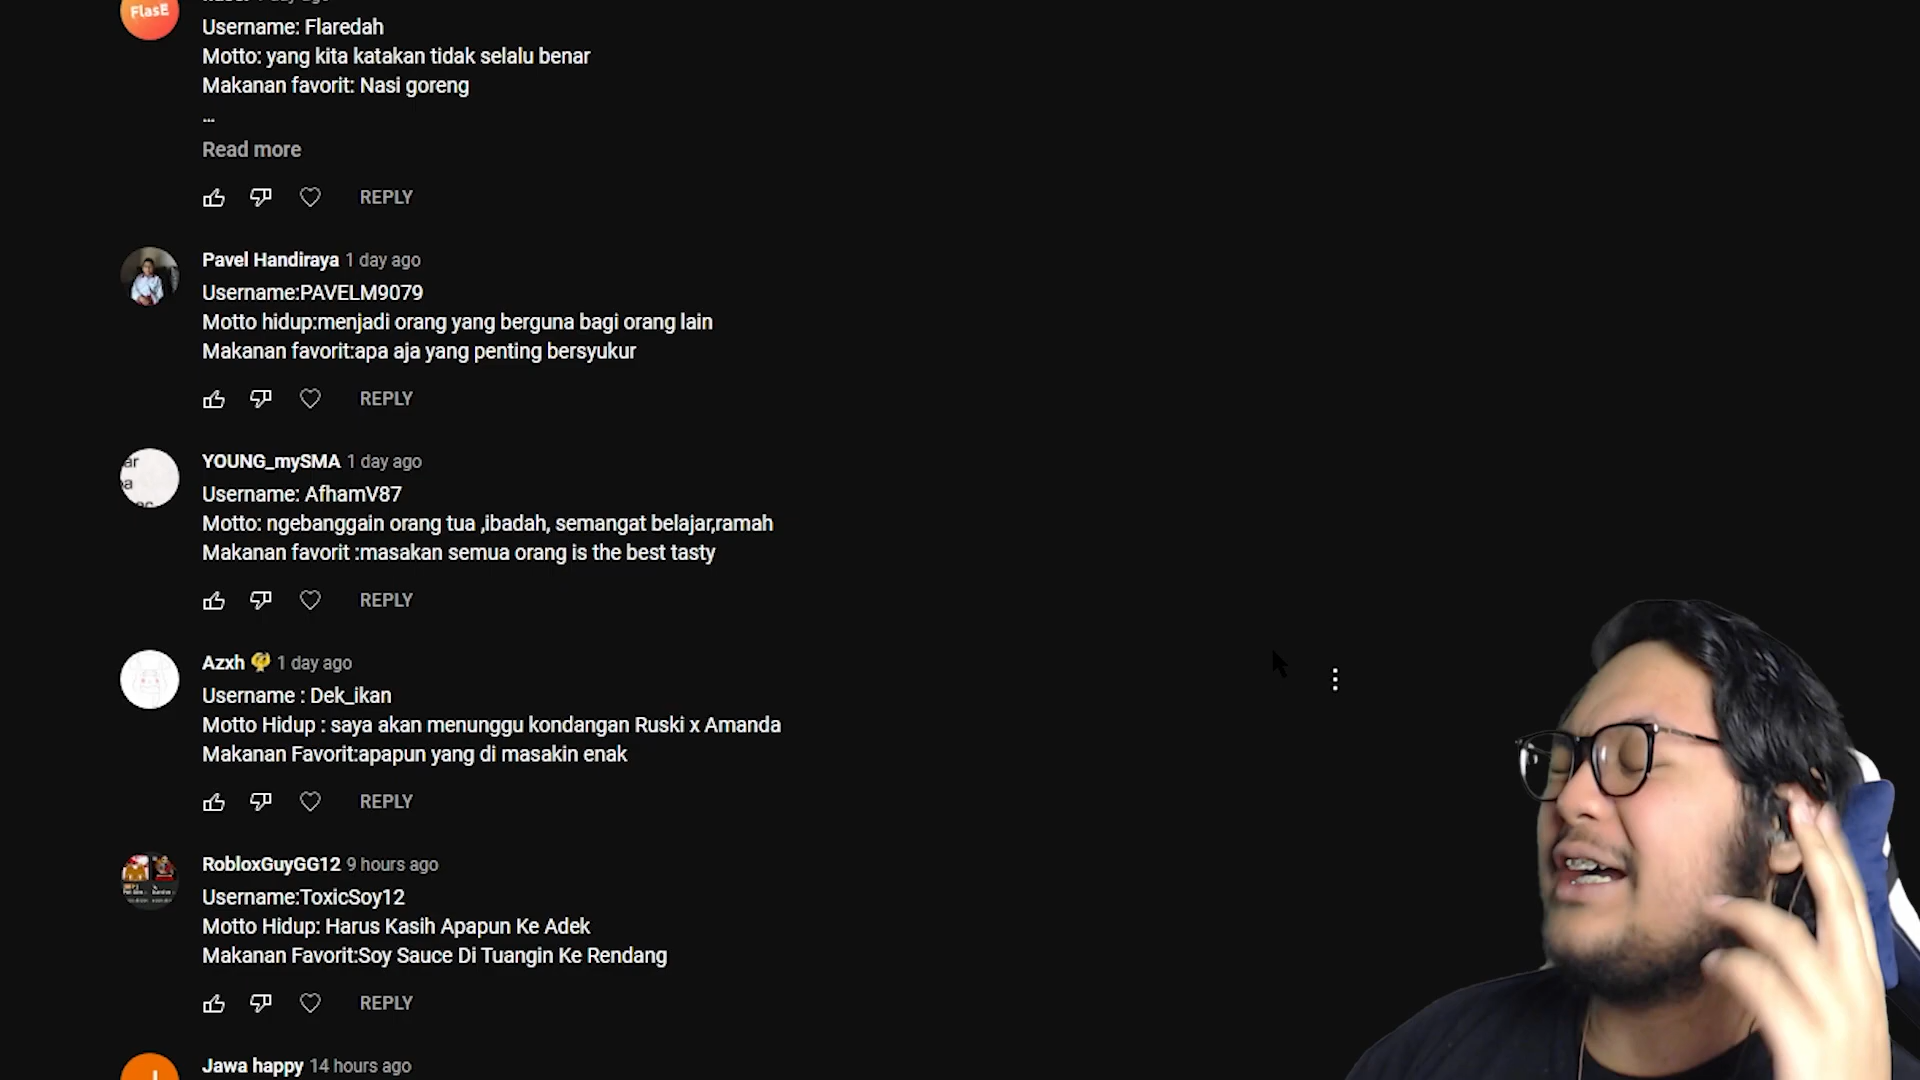 FlasE
Username: Flaredah
Motto: yang kita katakan tidak selalu benar
Makanan favorit: Nasi goreng
...
Read more
REPLY
Pavel Handiraya 1 day ago
Username:PAVELM9079
Motto hidup:menjadi orang yang berguna bagi orang lain
Makanan favorit:apa aja yang penting bersyukur
REPLY
YOUNG_mySMA 1 day ago
Username: AfhamV87
Motto: ngebanggain orang tua ,ibadah, semangat belajar,ramah
Makanan favorit :masakan semua orang is the best tasty
REPLY
Azxh 1 day ago
Username : Dek_ikan
Motto Hidup : saya akan menunggu kondangan Ruski x Amanda
Makanan Favorit:apapun yang di masakin enak
REPLY
RobloxGuyGG12 9 hours ago
Username:ToxicSoy12
Motto Hidup: Harus Kasih Apapun Ke Adek
Makanan Favorit:Soy Sauce Di Tuangin Ke Rendang
REPLY
Jawa happy 14 hours ago